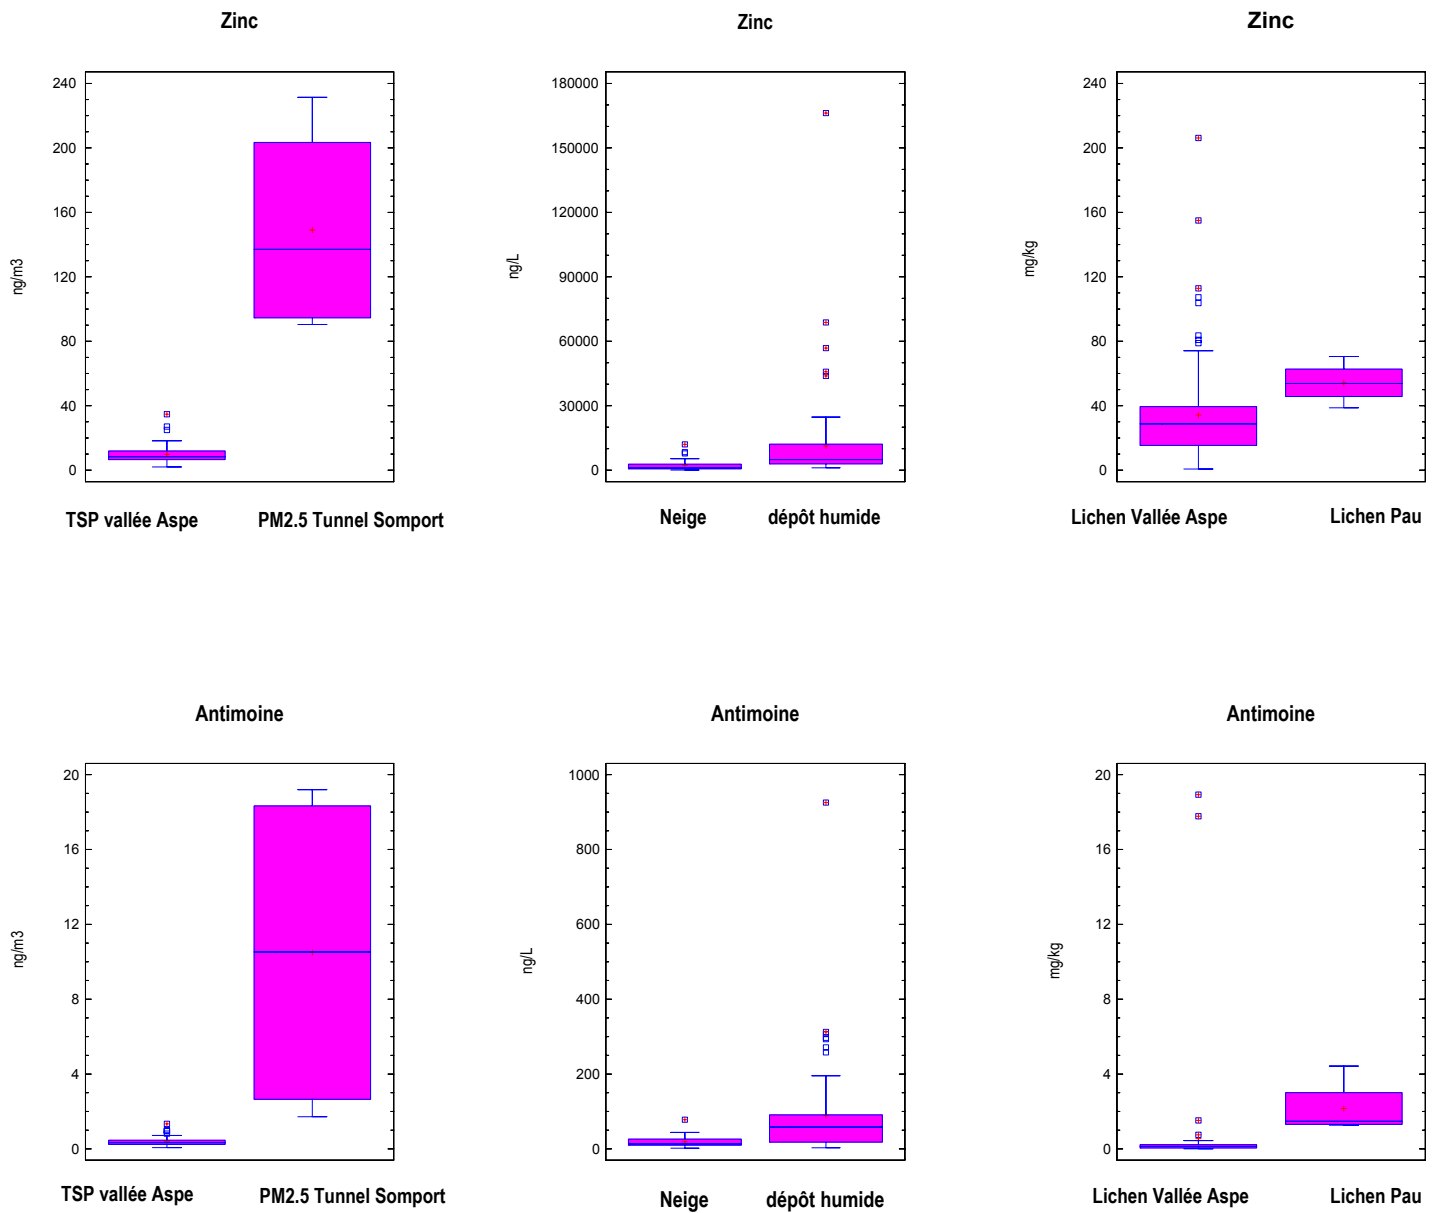 Zinc
240
200
160
120
80
40
0
ng/m3
TSP vallée Aspe
PM2.5 Tunnel Somport
Zinc
180000
150000
120000
90000
60000
30000
0
ng/L
Neige
dépôt humide
Zinc
240
200
160
120
80
40
0
mg/kg
Lichen Vallée Aspe
Lichen Pau
Antimoine
20
16
12
8
4
0
ng/m3
TSP vallée Aspe
PM2.5 Tunnel Somport
Antimoine
1000
800
600
400
200
0
ng/L
Neige
dépôt humide
Antimoine
20
16
12
8
4
0
mg/kg
Lichen Vallée Aspe
Lichen Pau